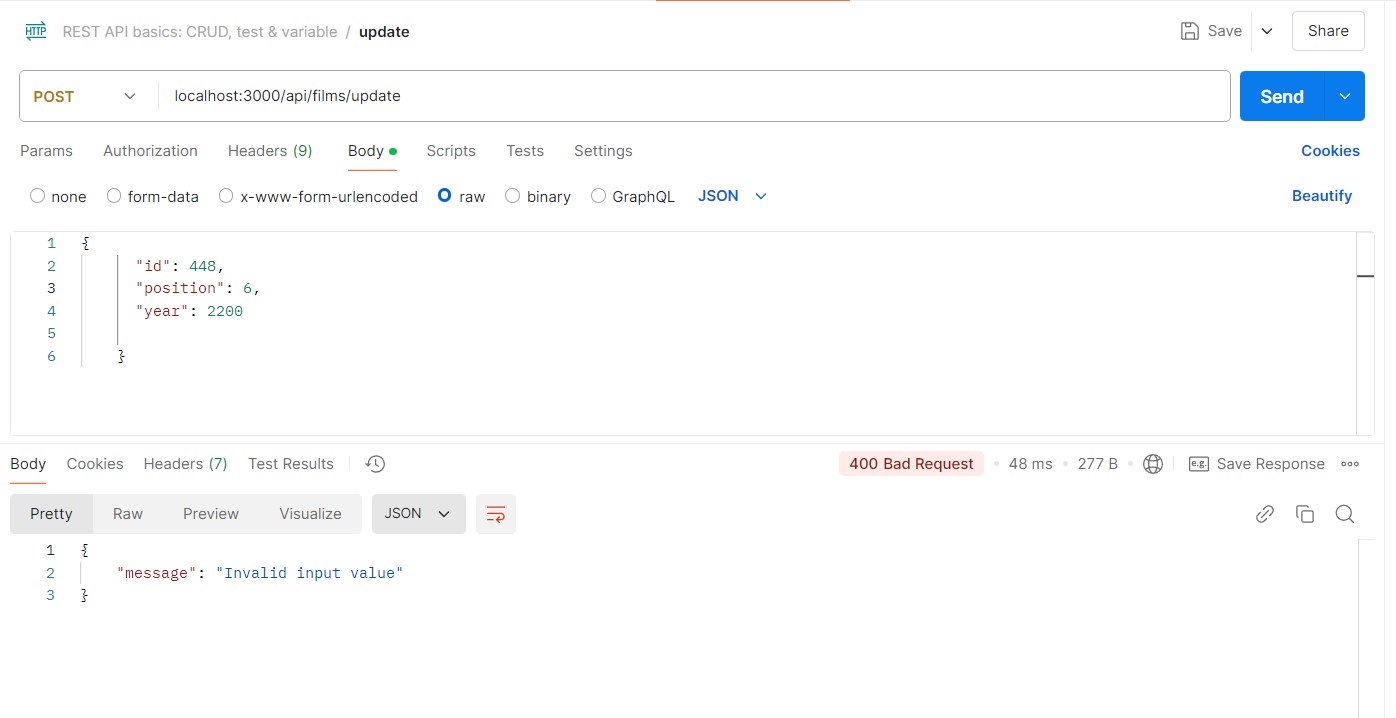 HTTP REST API basics: CRUD, test & variable / update Save Share
POST localhost:3000/api/films/update Send
Params Authorization Headers (9) Body Scripts Tests Settings Cookies
none form-data x-www-form-urlencoded raw binary GraphQL JSON Beautify
1 {
2 "id": 448,
3 "position": 6,
4 "year": 2200
5
6 }
Body Cookies Headers (7) Test Results 400 Bad Request 48 ms 277 B e.g. Save Response
Pretty Raw Preview Visualize JSON
1 {
2 "message": "Invalid input value"
3 }